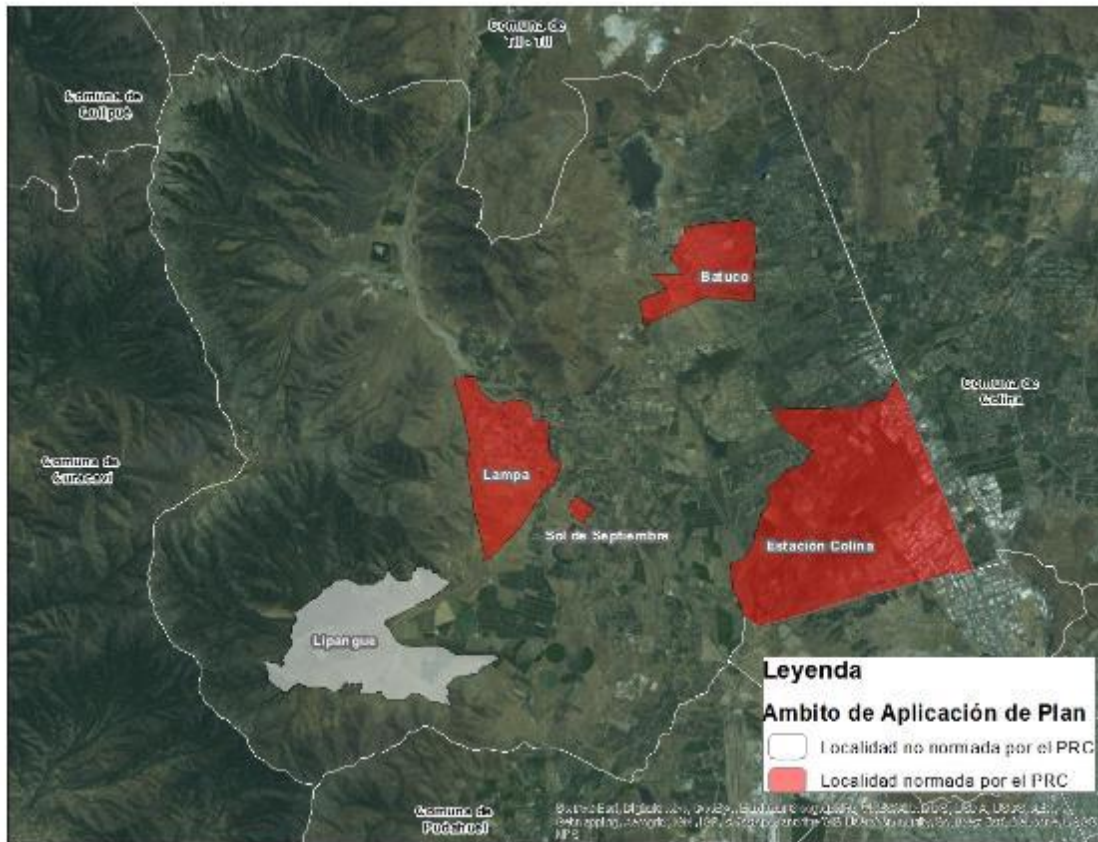 Comuna de
Til - Til
Comuna de
Quilpué
Batuco
Comuna de
Colina
Comuna de
Curacaví
Lampa
Sol de Septiembre
Estación Colina
Lipangue
Leyenda
Ambito de Aplicación de Plan
Localidad no normada por el PRC
Localidad normada por el PRC
Comuna de
Pudahuel